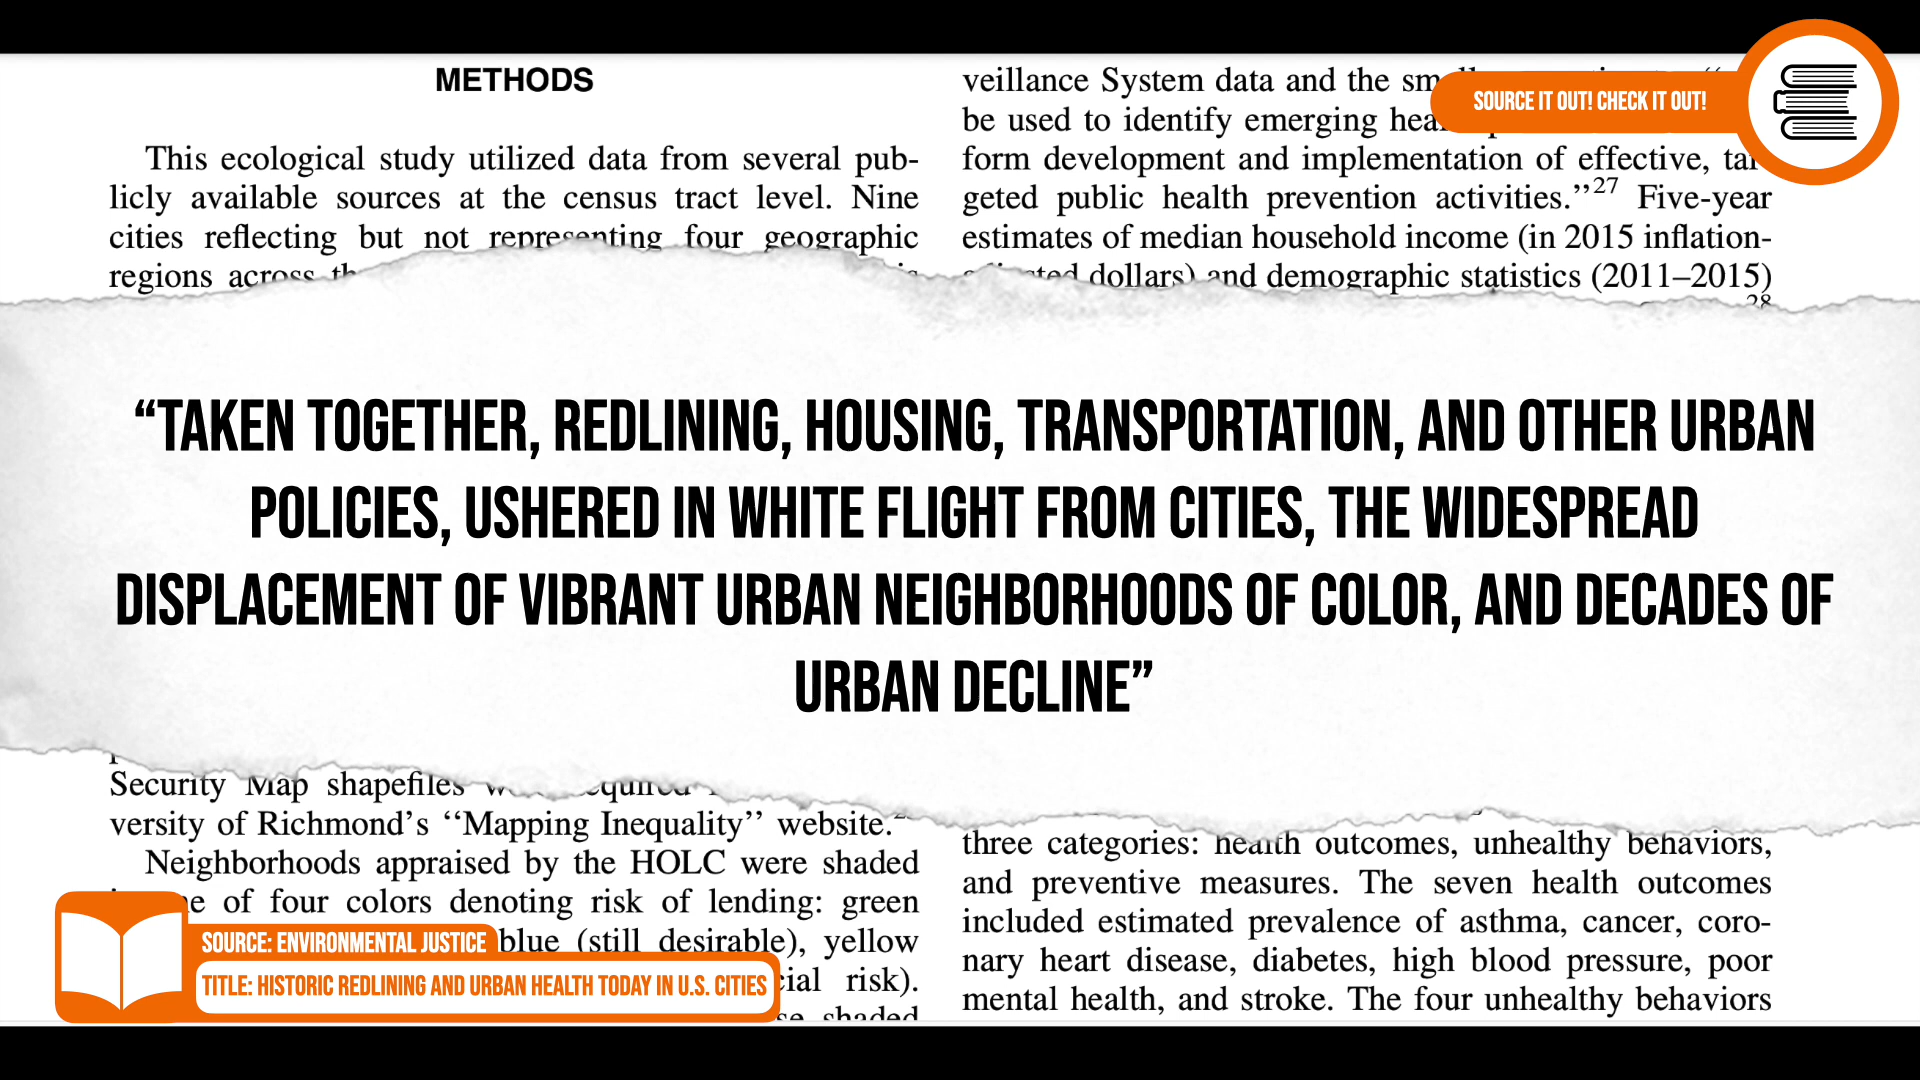 METHODS
This ecological study utilized data from several pub-
licly available sources at the census tract level. Nine
cities reflecting but not representing four geographic
regions across
veillance System data and the
be used to identify emerging
form development and implementation of effective, tar-
geted public health prevention activities.’’27 Five-year
estimates of median household income (in 2015 inflation-
dollars) and demographic statistics (2011–2015)
28
SOURCE IT OUT! CHECK IT OUT!
“TAKEN TOGETHER, REDLINING, HOUSING, TRANSPORTATION, AND OTHER URBAN
POLICIES, USHERED IN WHITE FLIGHT FROM CITIES, THE WIDESPREAD
DISPLACEMENT OF VIBRANT URBAN NEIGHBORHOODS OF COLOR, AND DECADES OF
URBAN DECLINE”
Security Map shapefiles
versity of Richmond’s ‘‘Mapping Inequality’’ website.
Neighborhoods appraised by the HOLC were shaded
of four colors denoting risk of lending: green
blue (still desirable), yellow
risk).
shaded
three categories: health outcomes, unhealthy behaviors,
and preventive measures. The seven health outcomes
included estimated prevalence of asthma, cancer, coro-
nary heart disease, diabetes, high blood pressure, poor
mental health, and stroke. The four unhealthy behaviors
SOURCE: ENVIRONMENTAL JUSTICE
TITLE: HISTORIC REDLINING AND URBAN HEALTH TODAY IN U.S. CITIES